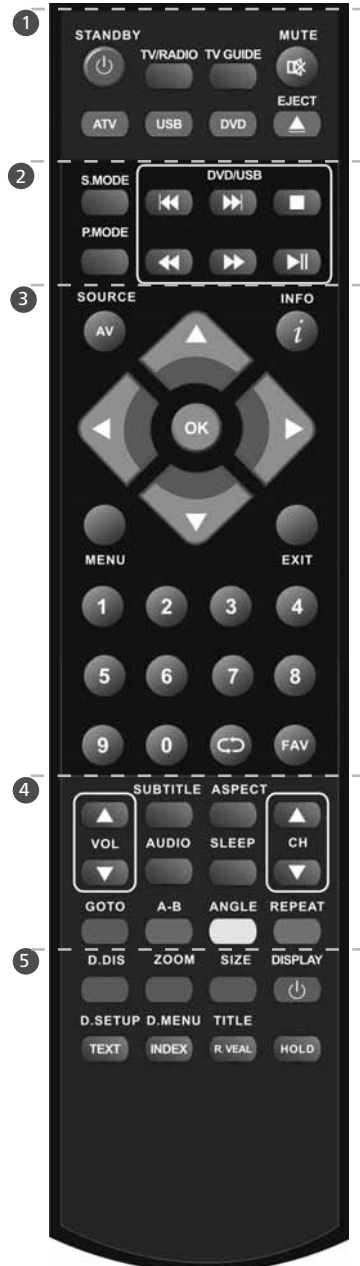 1
STANDBY MUTE
TV/RADIO TV GUIDE
EJECT
ATV USB DVD
2
S.MODE DVD/USB
P.MODE
3
SOURCE INFO
AV i
OK
MENU EXIT
1 2 3 4
5 6 7 8
9 0 FAV
4
SUBTITLE ASPECT
VOL AUDIO SLEEP CH
GOTO A-B ANGLE REPEAT
5
D.DIS ZOOM SIZE DISPLAY
D.SETUP D.MENU TITLE
TEXT INDEX R.VEAL HOLD